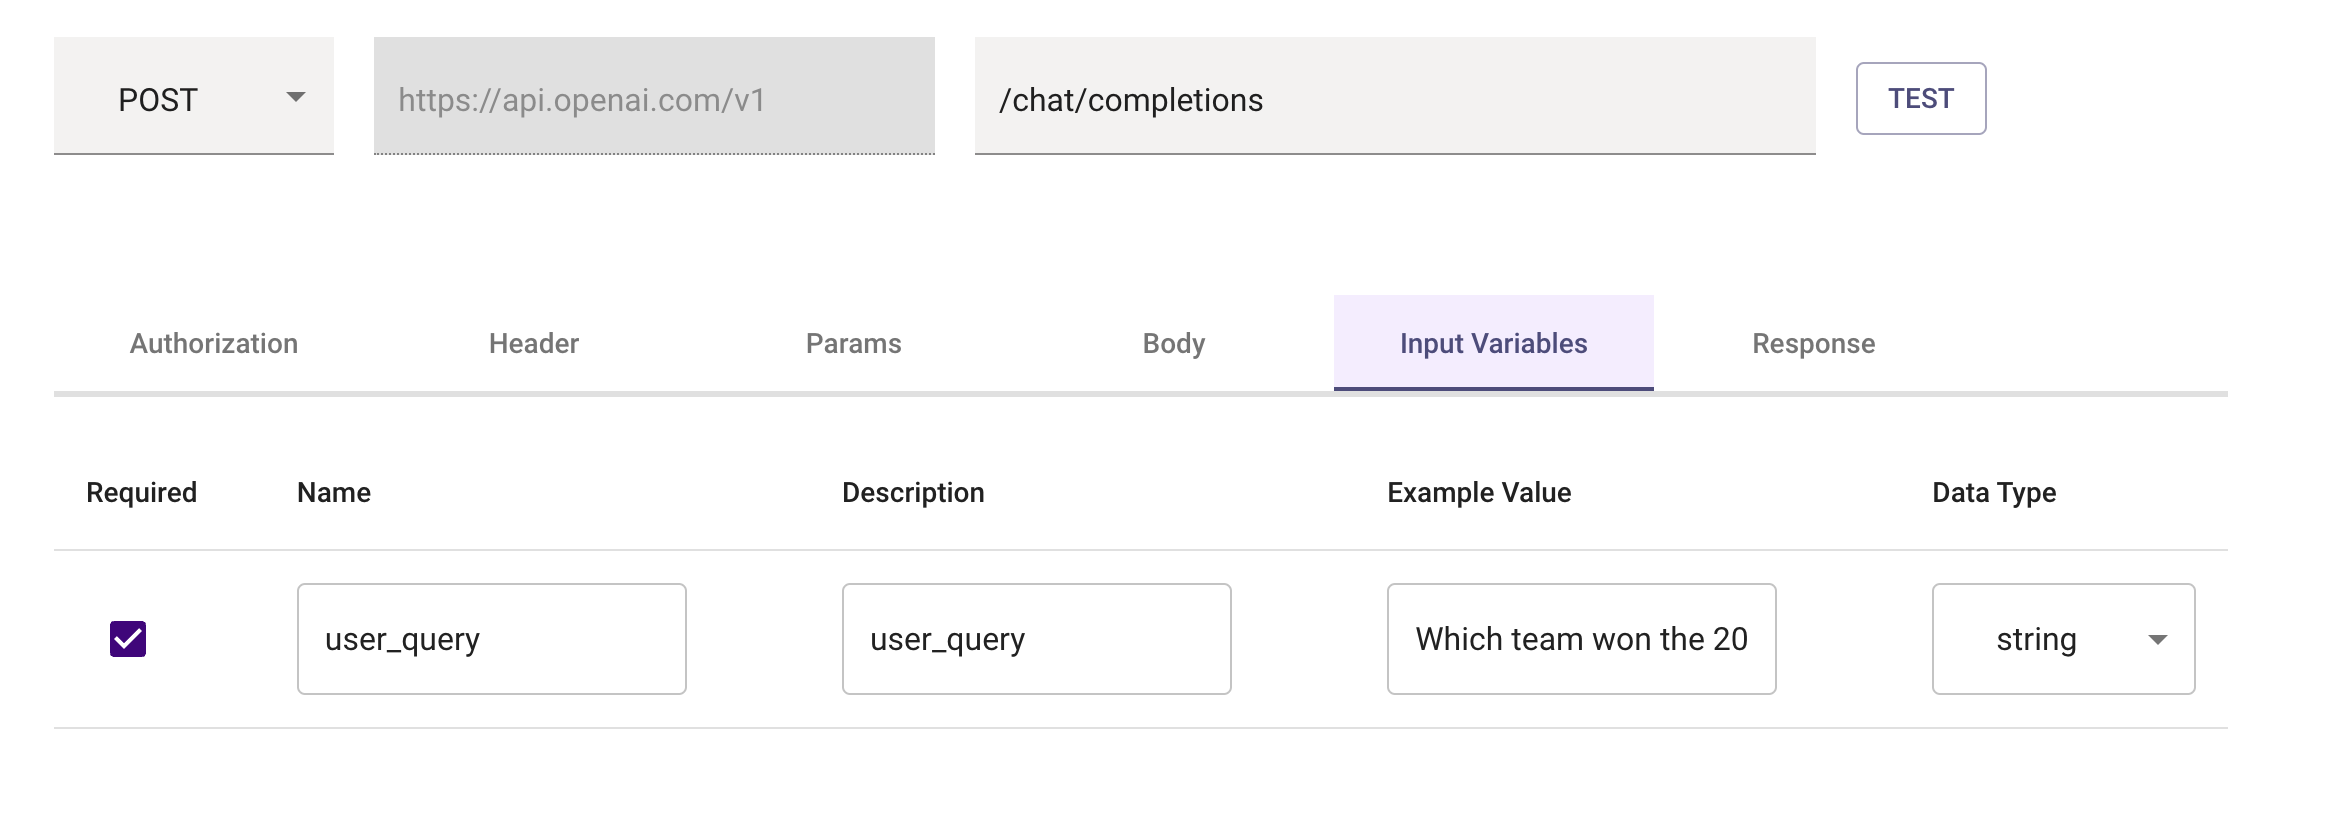 POST https://api.openai.com/v1 /chat/completions TEST
Authorization Header Params Body Input Variables Response
Required Name Description Example Value Data Type
user_query user_query Which team won the 20 string